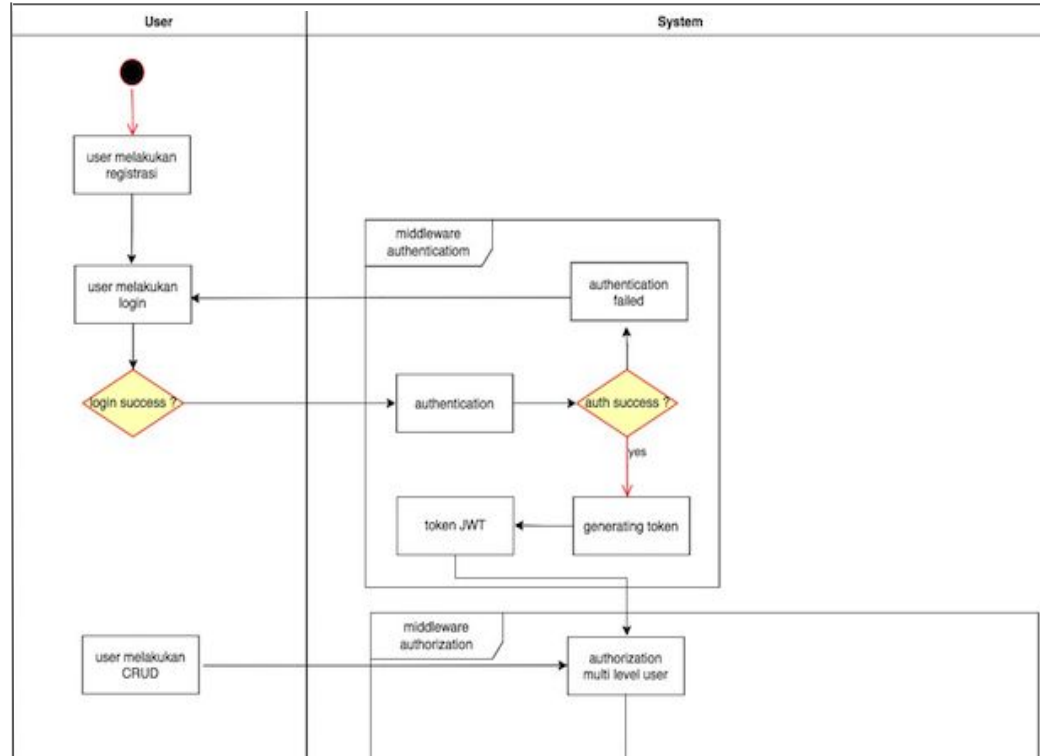 User
System
user melakukan
registrasi
middleware
authenticatiom
user melakukan
login
authentication
failed
login success ?
authentication
auth success ?
yes
token JWT
generating token
middleware
authorization
user melakukan
CRUD
authorization
multi level user